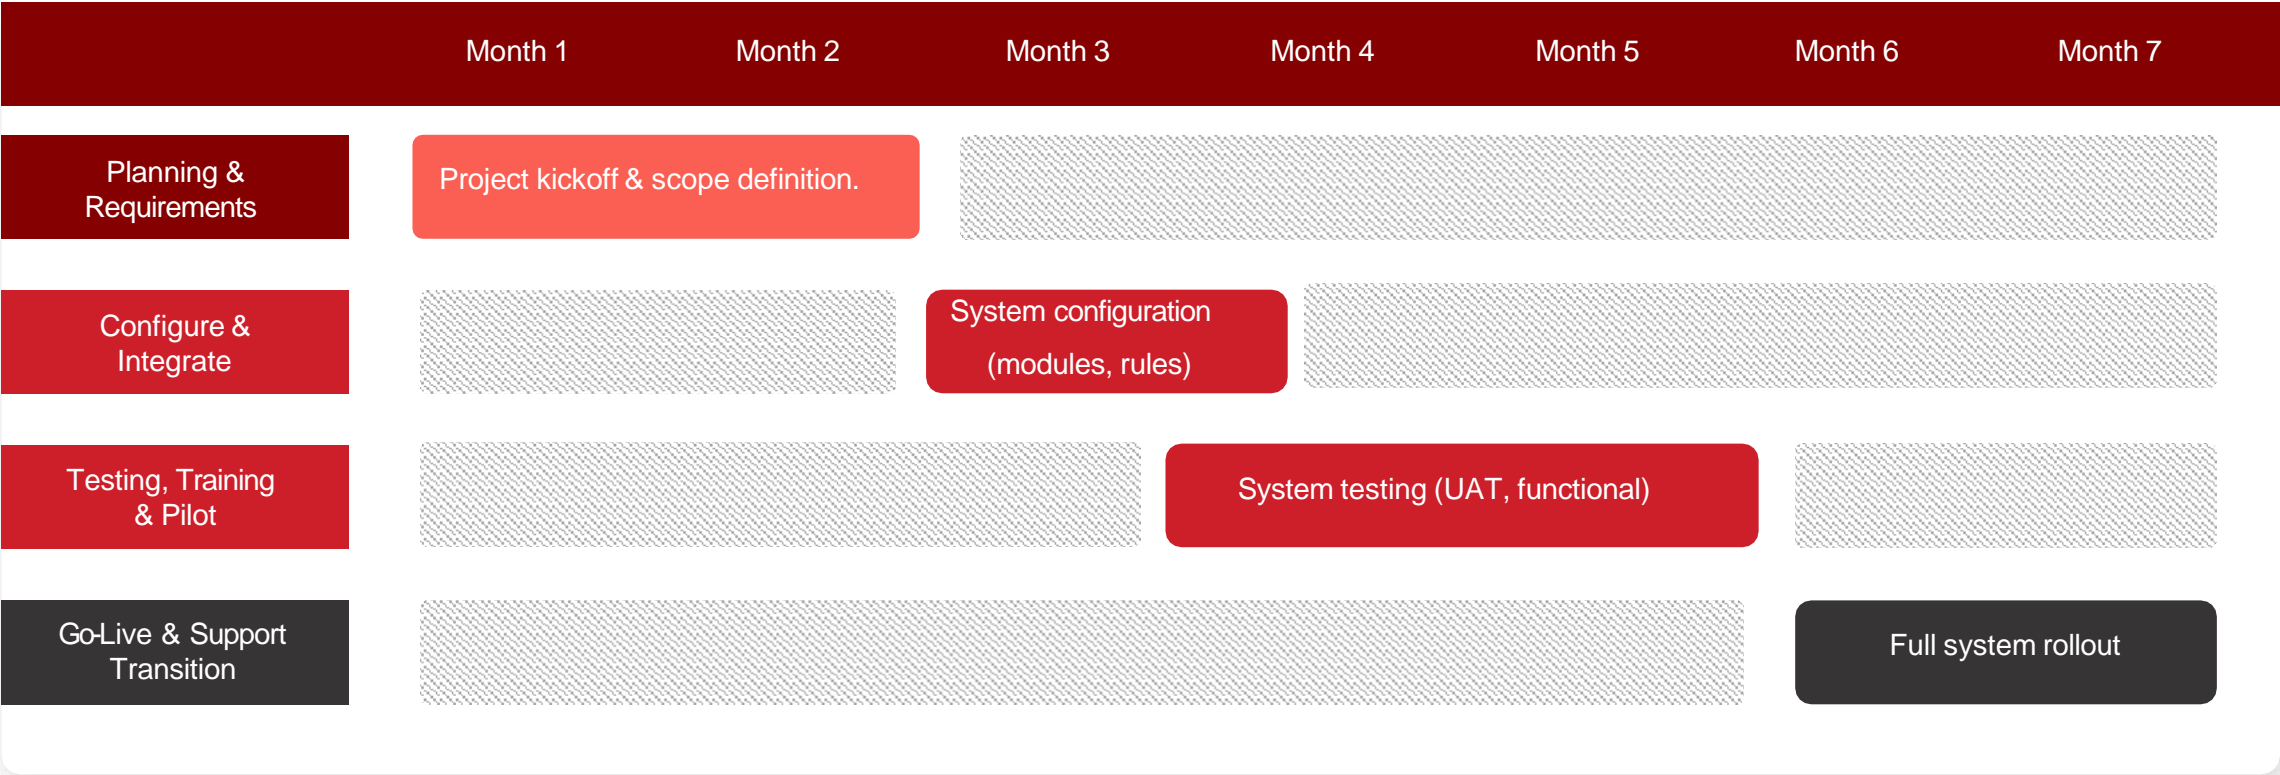 Month 1 Month 2 Month 3 Month 4 Month 5 Month 6 Month 7
Planning &
Requirements
Project kickoff & scope definition.
Configure &
Integrate
System configuration
(modules, rules)
Testing, Training
& Pilot
System testing (UAT, functional)
Go-Live & Support
Transition
Full system rollout